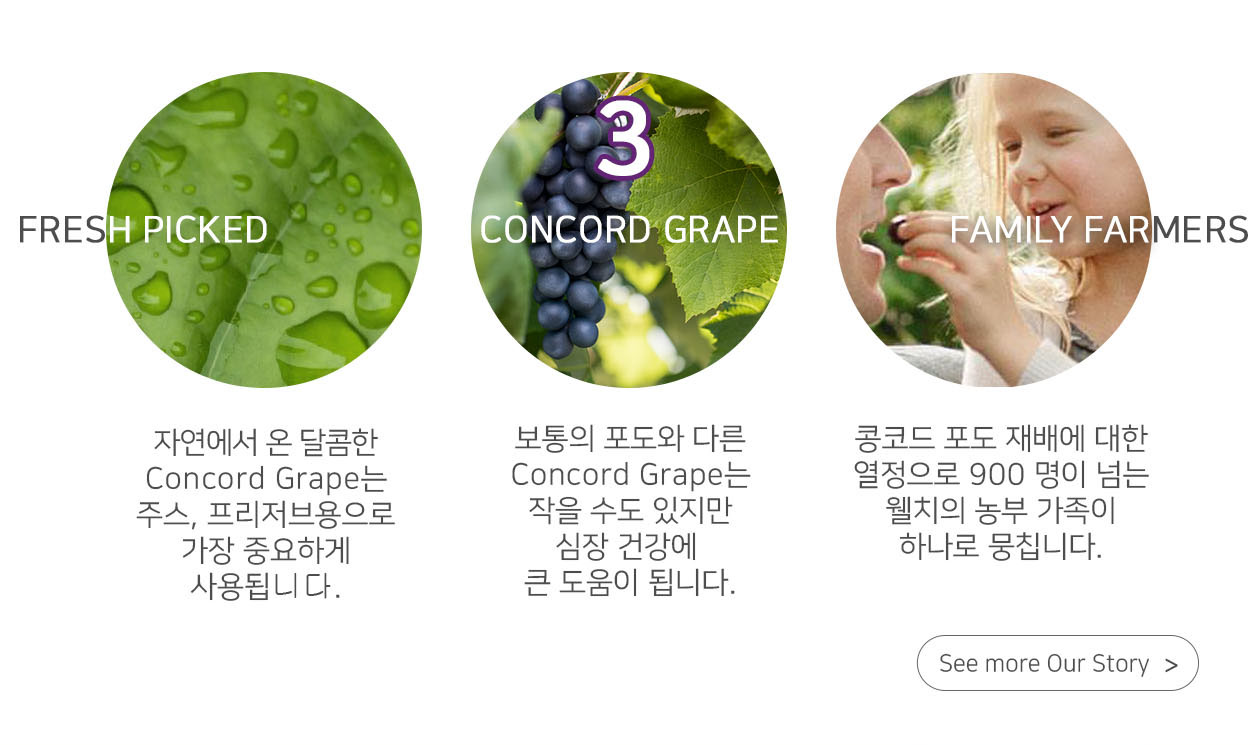 3
FRESH PICKED
CONCORD GRAPE
FAMILY FARMERS
자연에서 온 달콤한
Concord Grape는
주스, 프리저브용으로
가장 중요하게
사용됩니다.
보통의 포도와 다른
Concord Grape는
작을 수도 있지만
심장 건강에
큰 도움이 됩니다.
콩코드 포도 재배에 대한
열정으로 900 명이 넘는
웰치의 농부 가족이
하나로 뭉칩니다.
See more Our Story >